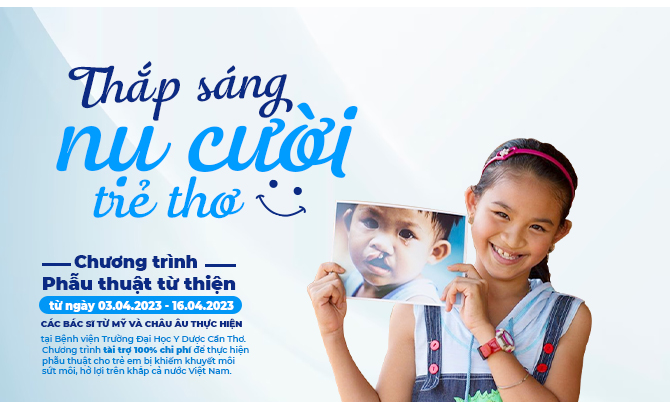 Thắp sáng
nụ cười
trẻ thơ
Chương trình
Phẫu thuật từ thiện
từ ngày 03.04.2023 - 16.04.2023
CÁC BÁC SĨ TỪ MỸ VÀ CHÂU ÂU THỰC HIỆN
tại Bệnh viện Trường Đại Học Y Dược Cần Thơ.
Chương trình tài trợ 100% chi phí để thực hiện
phẫu thuật cho trẻ em bị khiếm khuyết môi
sứt môi, hở lợi trên khắp cả nước Việt Nam.